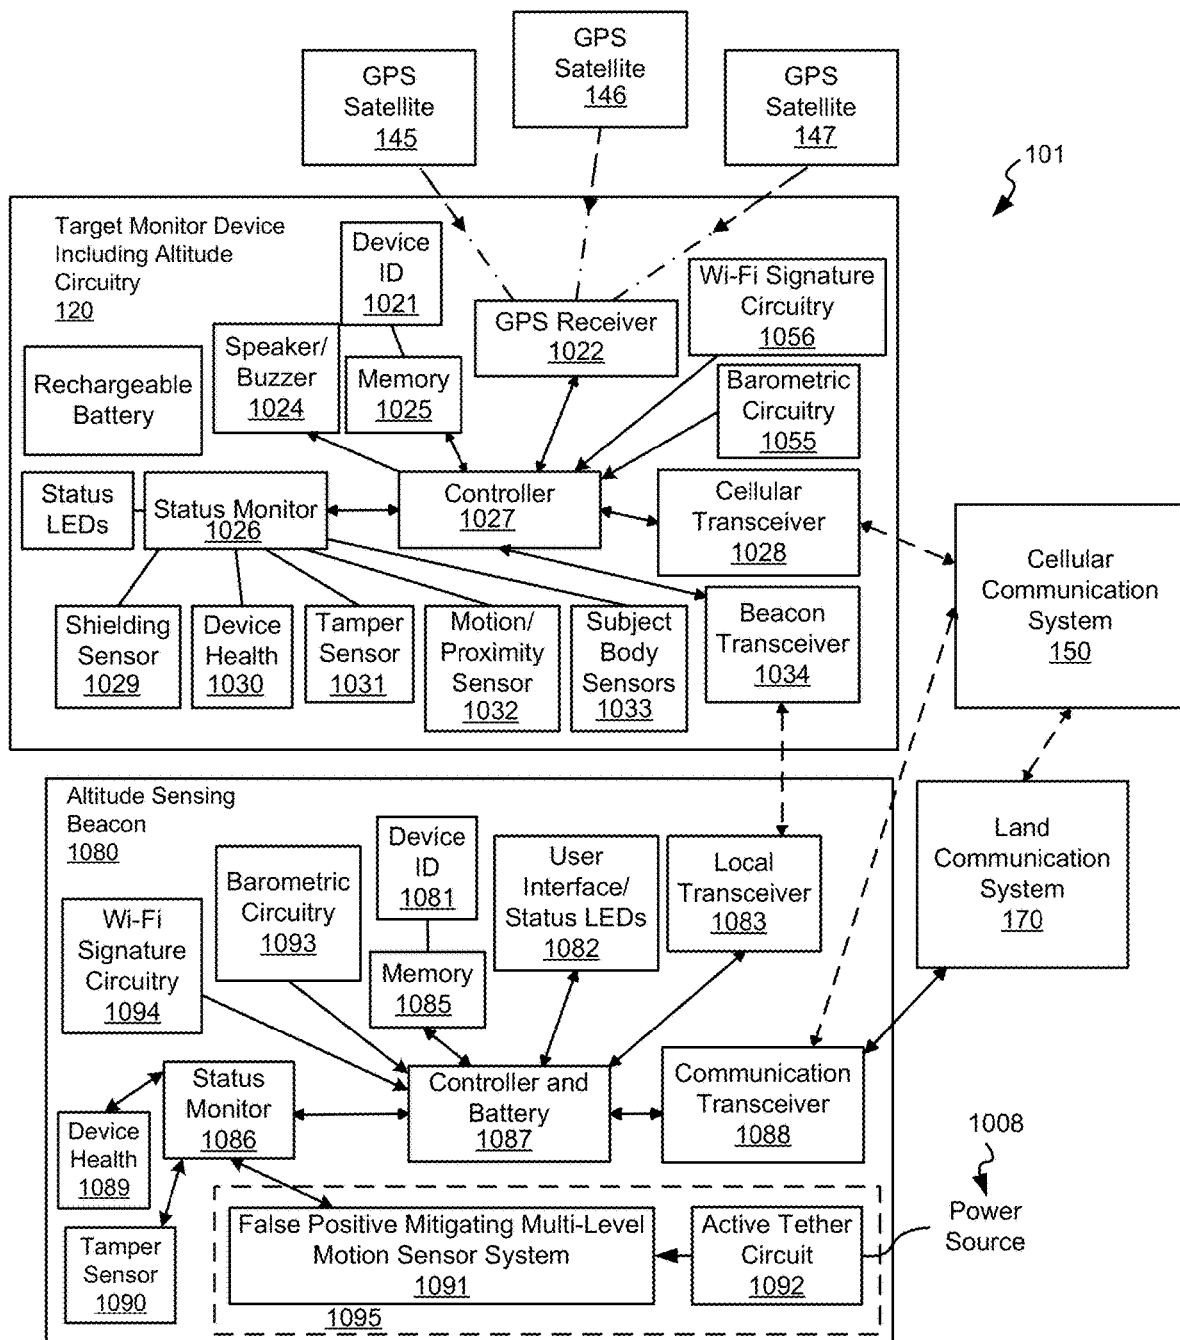 GPS
Satellite
145
GPS
Satellite
146
GPS
Satellite
147
101
Target Monitor Device
Including Altitude
Circuitry
120
Device
ID
1021
GPS Receiver
1022
Wi-Fi Signature
Circuitry
1056
Rechargeable
Battery
Speaker/
Buzzer
1024
Memory
1025
Barometric
Circuitry
1055
Status
LEDs
Status Monitor
1026
Controller
1027
Cellular
Transceiver
1028
Cellular
Communication
System
150
Shielding
Sensor
1029
Device
Health
1030
Tamper
Sensor
1031
Motion/
Proximity
Sensor
1032
Subject
Body
Sensors
1033
Beacon
Transceiver
1034
Altitude Sensing
Beacon
1080
Wi-Fi
Signature
Circuitry
1094
Barometric
Circuitry
1093
Device
ID
1081
Memory
1085
User
Interface/
Status LEDs
1082
Local
Transceiver
1083
Land
Communication
System
170
Status
Monitor
1086
Controller and
Battery
1087
Communication
Transceiver
1088
Device
Health
1089
Tamper
Sensor
1090
False Positive Mitigating Multi-Level
Motion Sensor System
1091
Active Tether
Circuit
1092
1095
1008
Power
Source